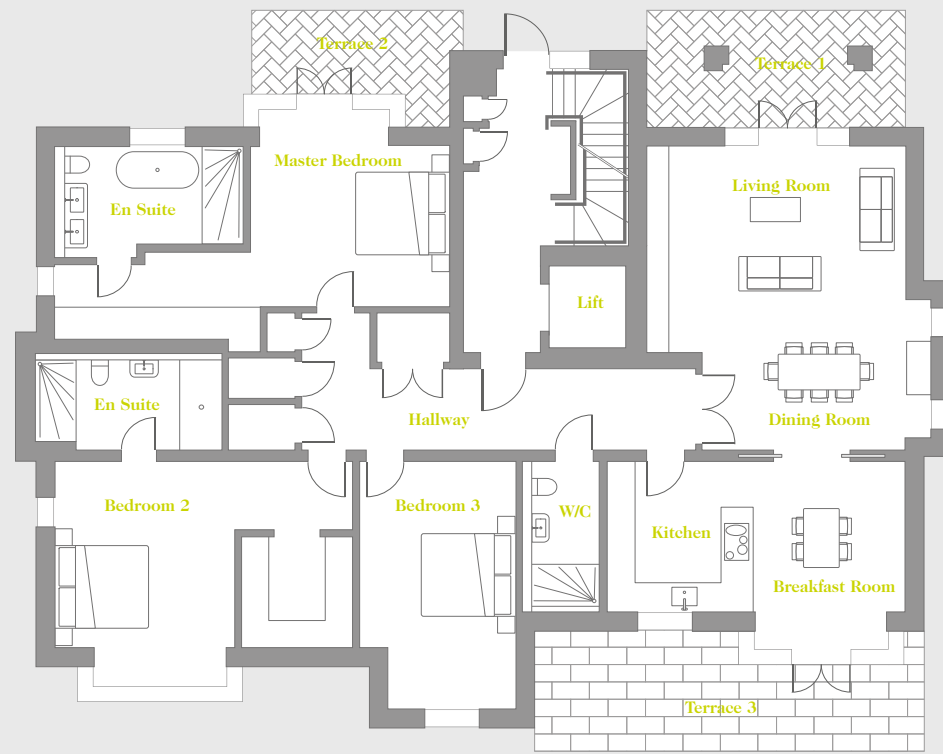 Terrace 2
Terrace 1
Master Bedroom
Living Room
En Suite
Lift
En Suite
Hallway
Dining Room
Bedroom 2
Bedroom 3
W/C
Kitchen
Breakfast Room
Terrace 3